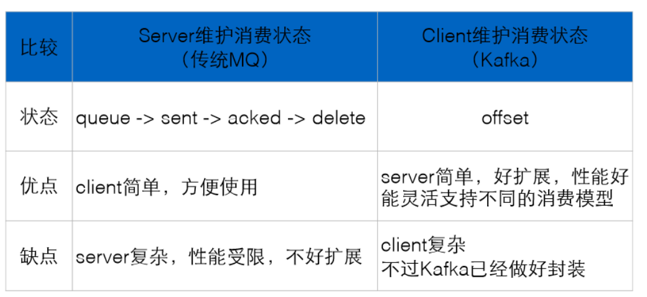 比较
Server维护消费状态
（传统MQ）
Client维护消费状态
（Kafka）
状态
queue -> sent -> acked -> delete
offset
优点
client简单，方便使用
server简单，好扩展，性能好
能灵活支持不同的消费模型
缺点
server复杂，性能受限，不好扩展
client复杂
不过Kafka已经做好封装